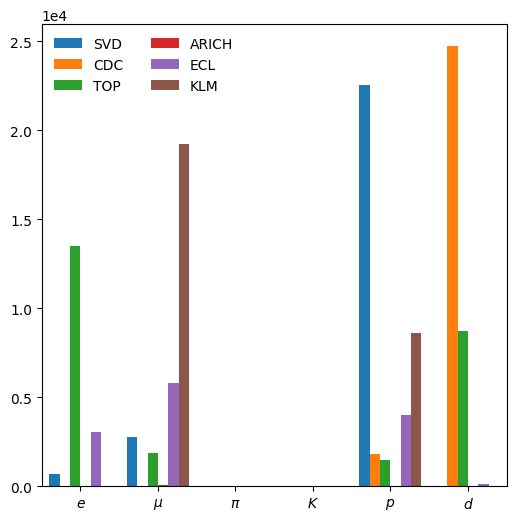 1e4
SVD ARICH
CDC ECL
TOP KLM
2.5
2.0
1.5
1.0
0.5
0.0
e μ π K p d